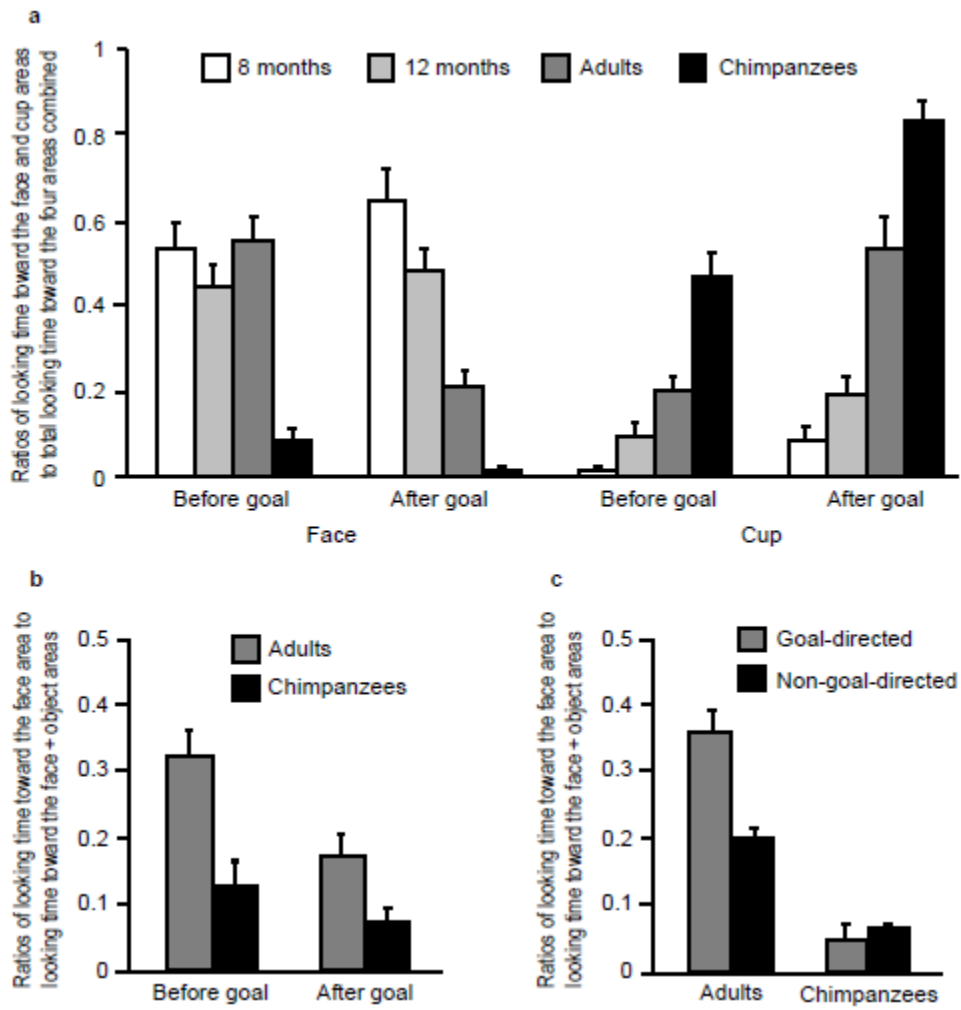 a
Ratios of looking time toward the face and cup areas
to total looking time toward the four areas combined
1
0.8
0.6
0.4
0.2
0
8 months
12 months
Adults
Chimpanzees
Before goal
After goal
Before goal
After goal
Face
Cup
b
Ratios of looking time toward the face area to
looking time toward the face + object areas
0.5
0.4
0.3
0.2
0.1
0
Adults
Chimpanzees
Before goal
After goal
c
Ratios of looking time toward the face area to
looking time toward the face + object areas
0.5
0.4
0.3
0.2
0.1
0
Goal-directed
Non-goal-directed
Adults
Chimpanzees